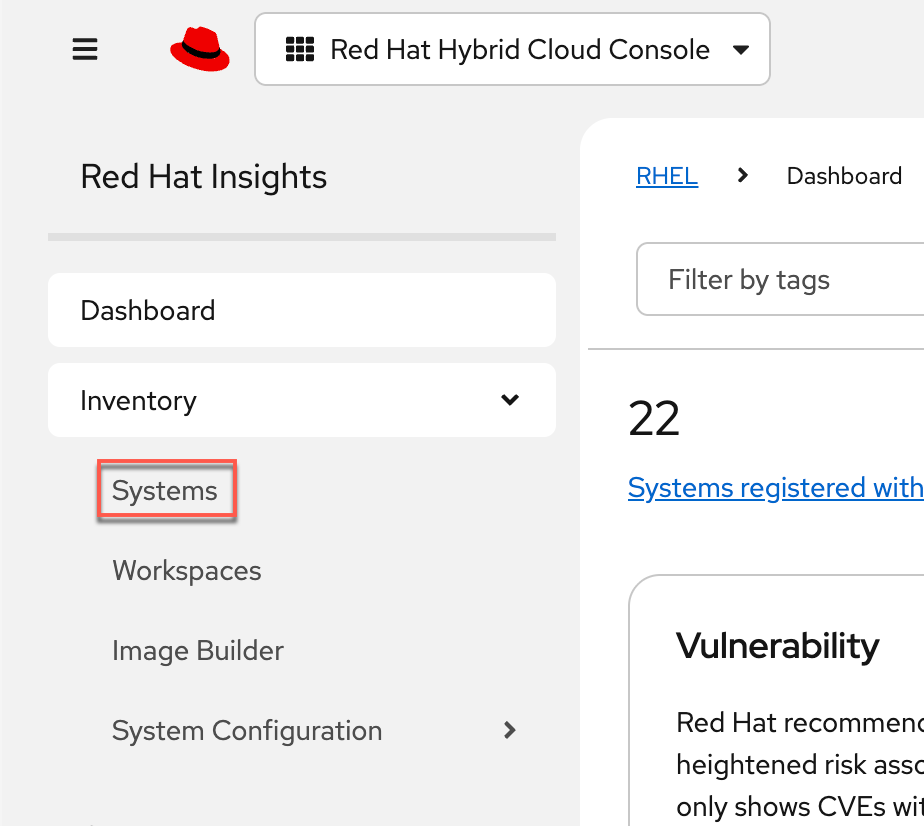 Red Hat Hybrid Cloud Console
Red Hat Insights
Dashboard
Inventory
Systems
Workspaces
Image Builder
System Configuration
RHEL
Dashboard
Filter by tags
22
Systems registered with
Vulnerability
Red Hat recommend
heightened risk asso
only shows CVEs wit